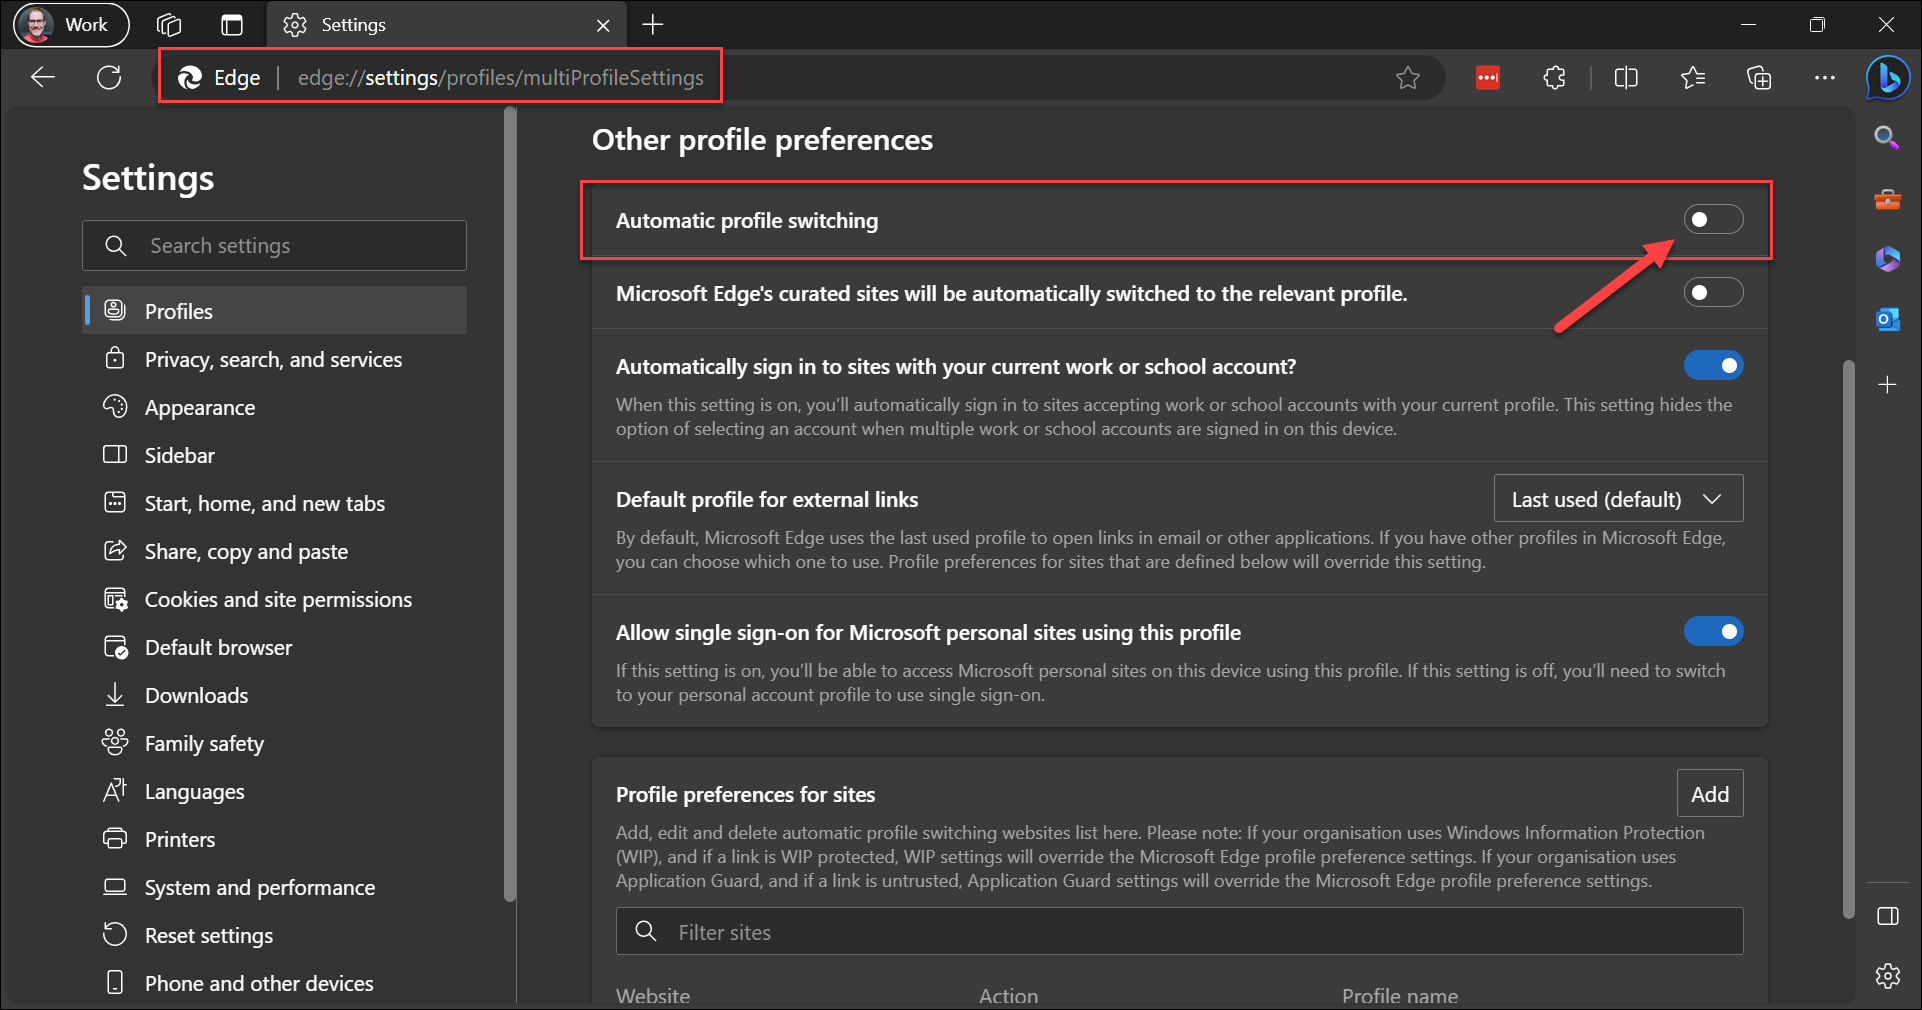 Work
Settings
Edge
edge://settings/profiles/multiProfileSettings
Settings
Search settings
Profiles
Privacy, search, and services
Appearance
Sidebar
Start, home, and new tabs
Share, copy and paste
Cookies and site permissions
Default browser
Downloads
Family safety
Languages
Printers
System and performance
Reset settings
Phone and other devices
Other profile preferences
Automatic profile switching
Microsoft Edge's curated sites will be automatically switched to the relevant profile.
Automatically sign in to sites with your current work or school account?
When this setting is on, you’ll automatically sign in to sites accepting work or school accounts with your current profile. This setting hides the
option of selecting an account when multiple work or school accounts are signed in on this device.
Default profile for external links
Last used (default)
By default, Microsoft Edge uses the last used profile to open links in email or other applications. If you have other profiles in Microsoft Edge,
you can choose which one to use. Profile preferences for sites that are defined below will override this setting.
Allow single sign-on for Microsoft personal sites using this profile
If this setting is on, you’ll be able to access Microsoft personal sites on this device using this profile. If this setting is off, you’ll need to switch
to your personal account profile to use single sign-on.
Profile preferences for sites
Add
Add, edit and delete automatic profile switching websites list here. Please note: If your organisation uses Windows Information Protection
(WIP), and if a link is WIP protected, WIP settings will override the Microsoft Edge profile preference settings. If your organisation uses
Application Guard, and if a link is untrusted, Application Guard settings will override the Microsoft Edge profile preference settings.
Filter sites
Website
Action
Profile name